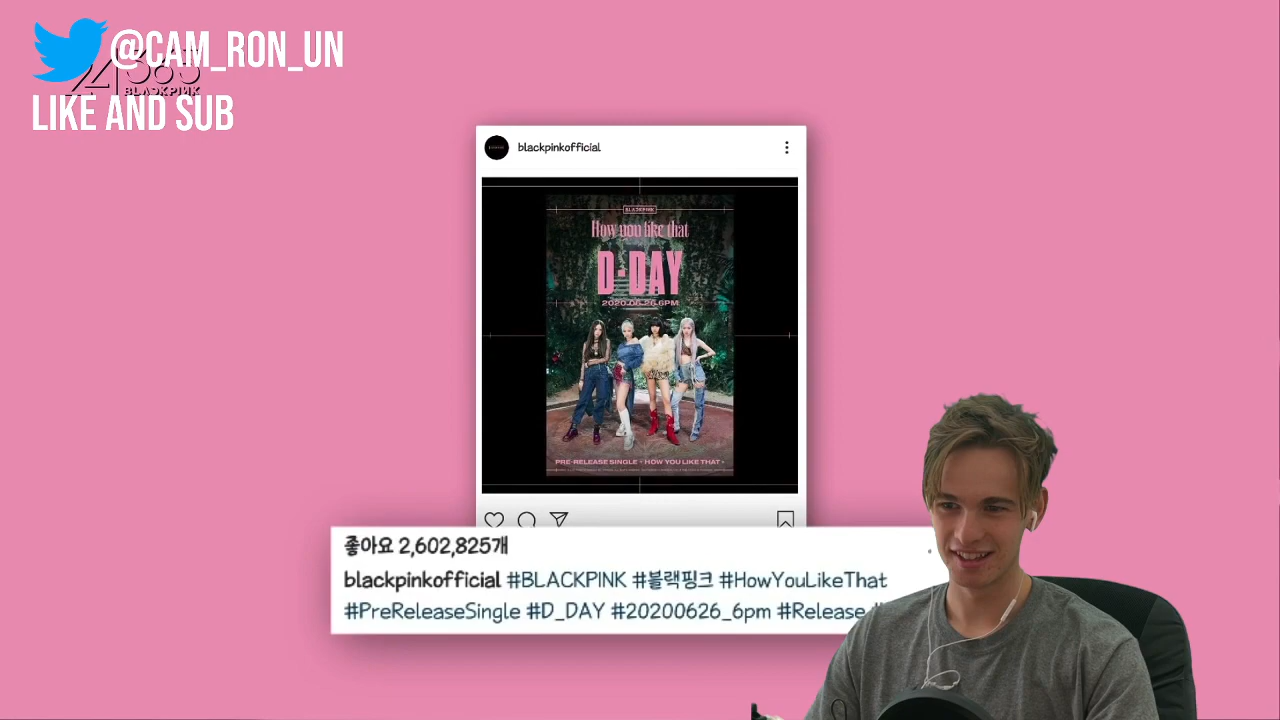 @CAM_RON_UN
365
BLACKPINK
LIKE AND SUB
blackpinkofficial
BLACKPINK
How you like that
D-DAY
2020.06.26 6PM
PRE-RELEASE SINGLE - HOW YOU LIKE THAT -
좋아요 2,602,825개
blackpinkofficial #BLACKPINK #블랙핑크 #HowYouLikeThat
#PreReleaseSingle #D_DAY #20200626_6pm #Release